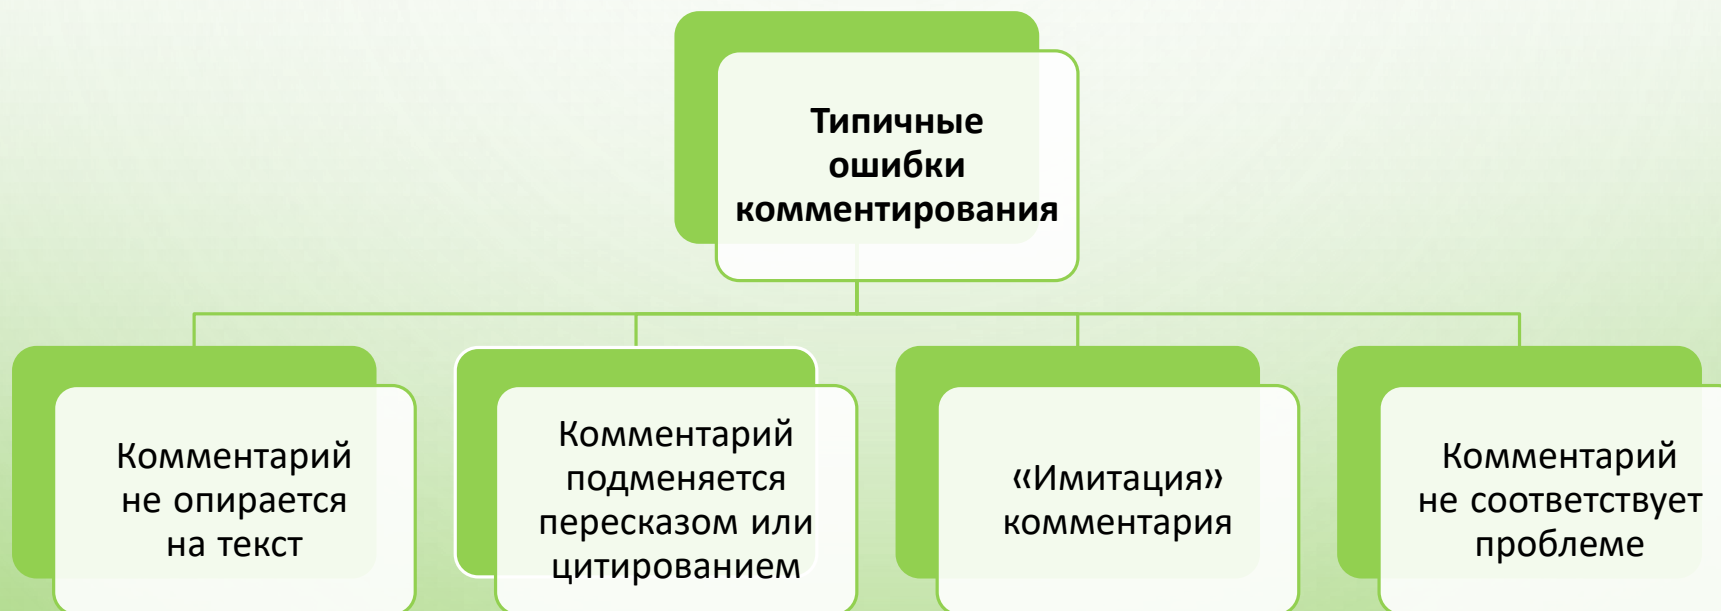 Типичные
ошибки
комментирования
Комментарий
не опирается
на текст
Комментарий
подменяется
пересказом или
цитированием
«Имитация»
комментария
Комментарий
не соответствует
проблеме